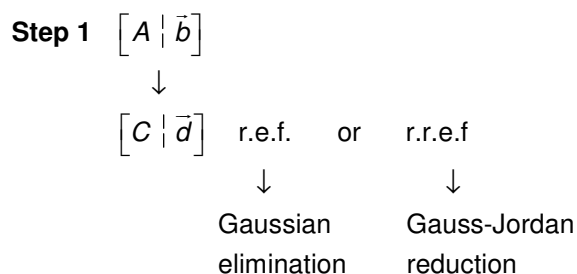 Step 1 [A ¦ b⃗]
↓
[C ¦ d⃗] r.e.f. or r.r.e.f
↓ ↓
Gaussian Gauss-Jordan
elimination reduction